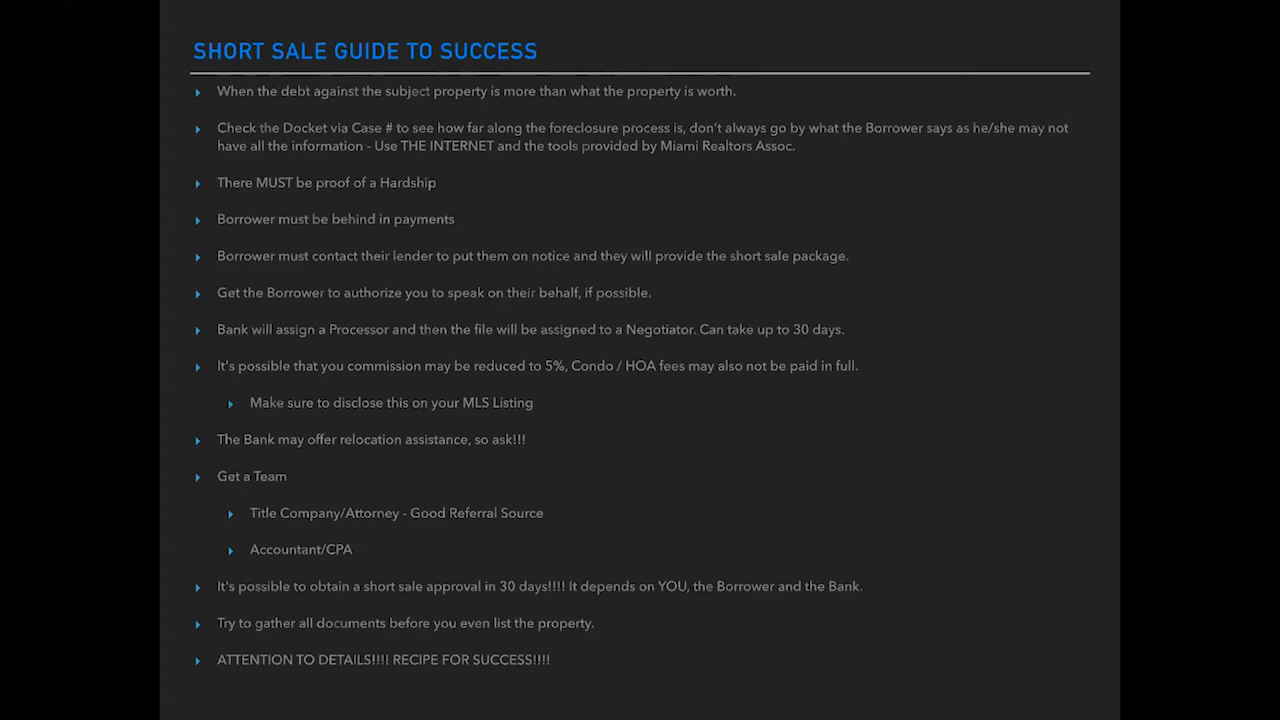 SHORT SALE GUIDE TO SUCCESS
When the debt against the subject property is more than what the property is worth.
Check the Docket via Case # to see how far along the foreclosure process is, don't always go by what the Borrower says as he/she may not
have all the information - Use THE INTERNET and the tools provided by Miami Realtors Assoc.
There MUST be proof of a Hardship
Borrower must be behind in payments
Borrower must contact their lender to put them on notice and they will provide the short sale package.
Get the Borrower to authorize you to speak on their behalf, if possible.
Bank will assign a Processor and then the file will be assigned to a Negotiator. Can take up to 30 days.
It's possible that you commission may be reduced to 5%, Condo / HOA fees may also not be paid in full.
Make sure to disclose this on your MLS Listing
The Bank may offer relocation assistance, so ask!!!
Get a Team
Title Company/Attorney - Good Referral Source
Accountant/CPA
It's possible to obtain a short sale approval in 30 days!!!! It depends on YOU, the Borrower and the Bank.
Try to gather all documents before you even list the property.
ATTENTION TO DETAILS!!!! RECIPE FOR SUCCESS!!!!